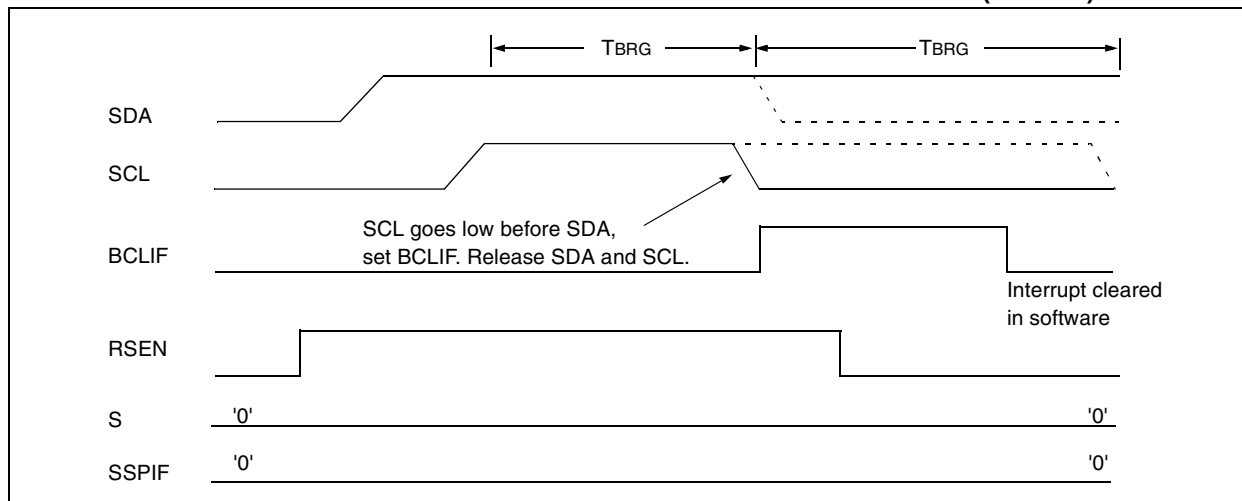 TBRG TBRG
SDA
SCL
SCL goes low before SDA,
set BCLIF. Release SDA and SCL.
BCLIF
Interrupt cleared
in software
RSEN
S '0' '0'
SSPIF '0' '0'